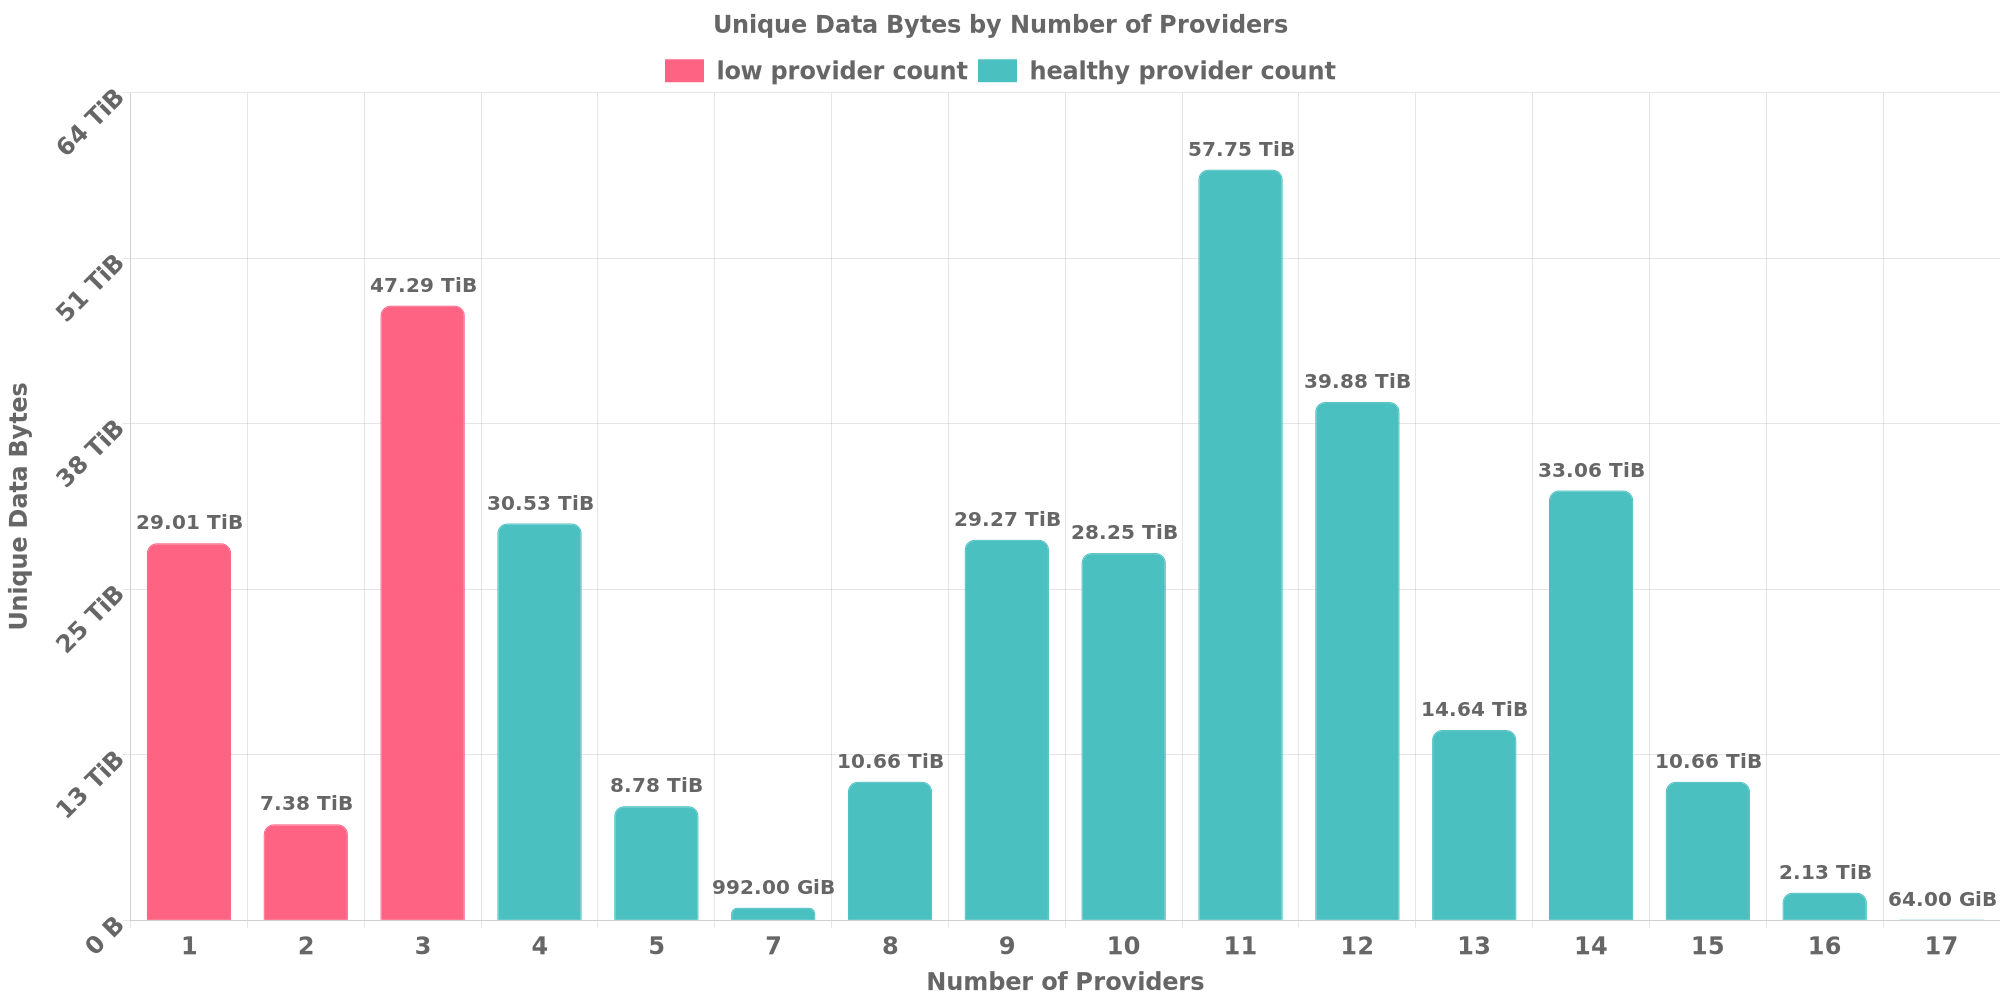 Unique Data Bytes by Number of Providers
low provider count healthy provider count
Unique Data Bytes
64 TiB
51 TiB
38 TiB
25 TiB
13 TiB
0 B
29.01 TiB
7.38 TiB
47.29 TiB
30.53 TiB
8.78 TiB
992.00 GiB
10.66 TiB
29.27 TiB
28.25 TiB
57.75 TiB
39.88 TiB
14.64 TiB
33.06 TiB
10.66 TiB
2.13 TiB
64.00 GiB
1 2 3 4 5 7 8 9 10 11 12 13 14 15 16 17
Number of Providers